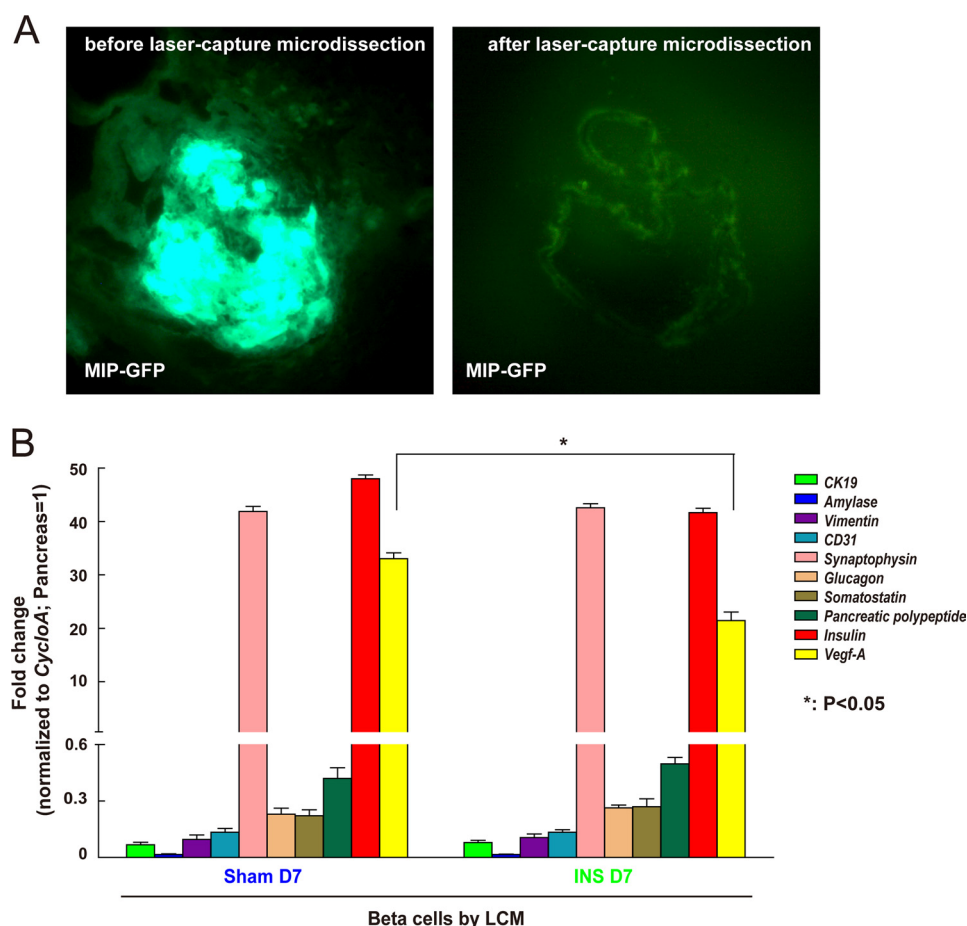 A
before laser-capture microdissection
after laser-capture microdissection
MIP-GFP
MIP-GFP
B
Fold change
(normalized to CycloA; Pancreas=1)
50
40
30
20
10
0.6
0.3
0
*
Sham D7
INS D7
Beta cells by LCM
CK19
Amylase
Vimentin
CD31
Synaptophysin
Glucagon
Somatostatin
Pancreatic polypeptide
Insulin
Vegf-A
*: P<0.05